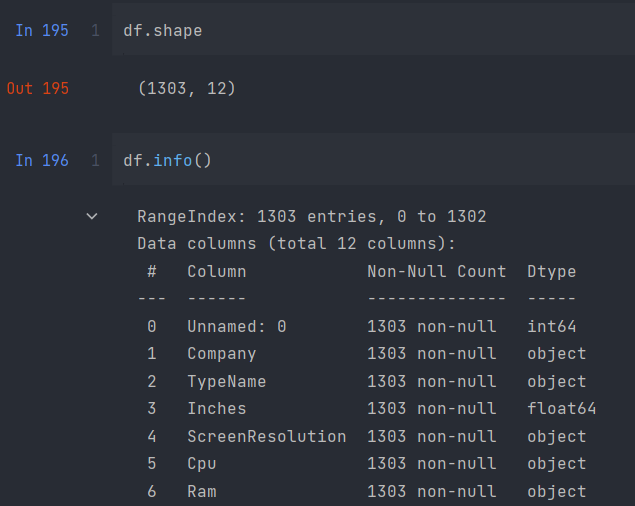 In 195 1 df.shape
Out 195 (1303, 12)
In 196 1 df.info()
RangeIndex: 1303 entries, 0 to 1302
Data columns (total 12 columns):
# Column Non-Null Count Dtype
--- ------ -------------- -----
0 Unnamed: 0 1303 non-null int64
1 Company 1303 non-null object
2 TypeName 1303 non-null object
3 Inches 1303 non-null float64
4 ScreenResolution 1303 non-null object
5 Cpu 1303 non-null object
6 Ram 1303 non-null object